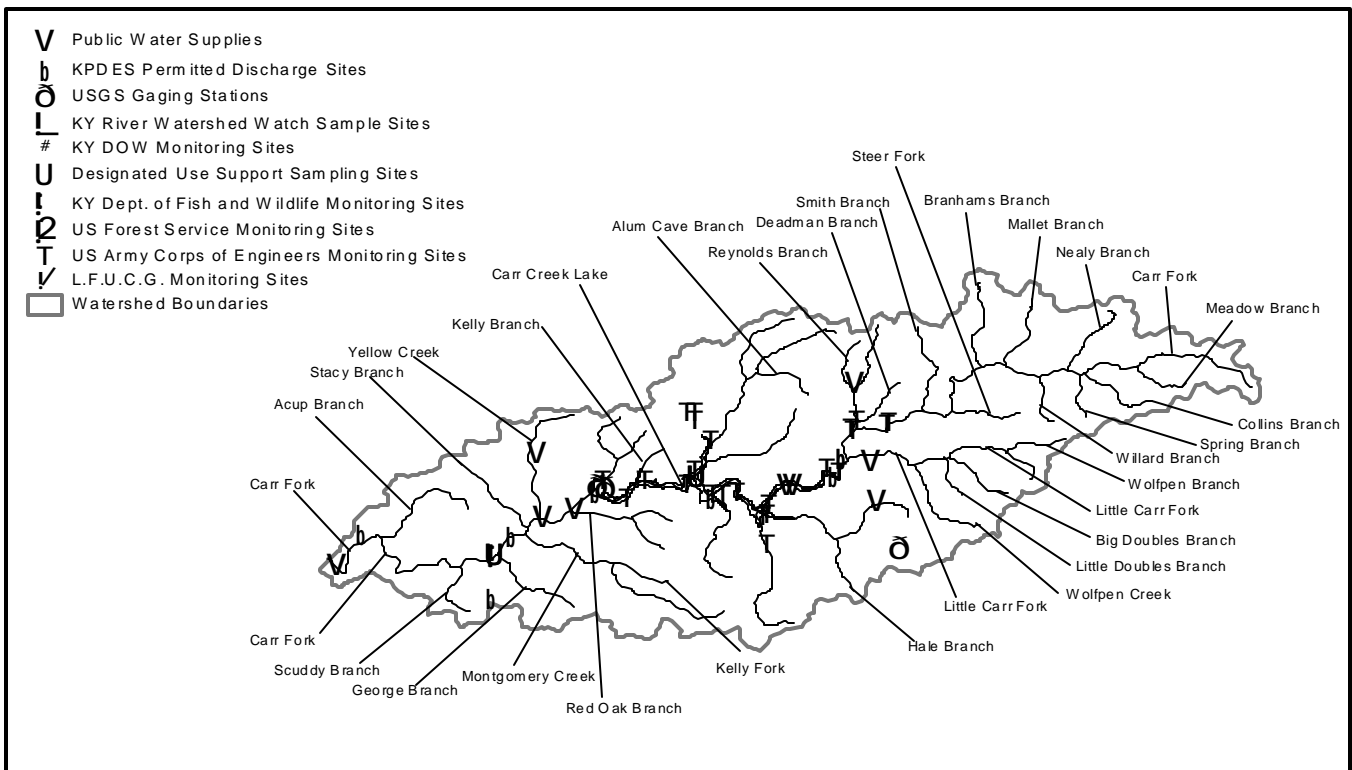 V Public Water Supplies
b KPDES Permitted Discharge Sites
ð USGS Gaging Stations
KY River Watershed Watch Sample Sites
# KY DOW Monitoring Sites
U Designated Use Support Sampling Sites
KY Dept. of Fish and Wildlife Monitoring Sites
US Forest Service Monitoring Sites
T US Army Corps of Engineers Monitoring Sites
L.F.U.C.G. Monitoring Sites
Watershed Boundaries
Steer Fork
Smith Branch
Branhams Branch
Deadman Branch
Mallet Branch
Alum Cave Branch
Reynolds Branch
Nealy Branch
Carr Creek Lake
Carr Fork
Meadow Branch
Kelly Branch
Yellow Creek
Stacy Branch
Acup Branch
Collins Branch
Spring Branch
Willard Branch
Carr Fork
Wolfpen Branch
Little Carr Fork
Big Doubles Branch
Little Doubles Branch
Wolfpen Creek
Little Carr Fork
Carr Fork
Hale Branch
Scuddy Branch
Kelly Fork
Montgomery Creek
George Branch
Red Oak Branch